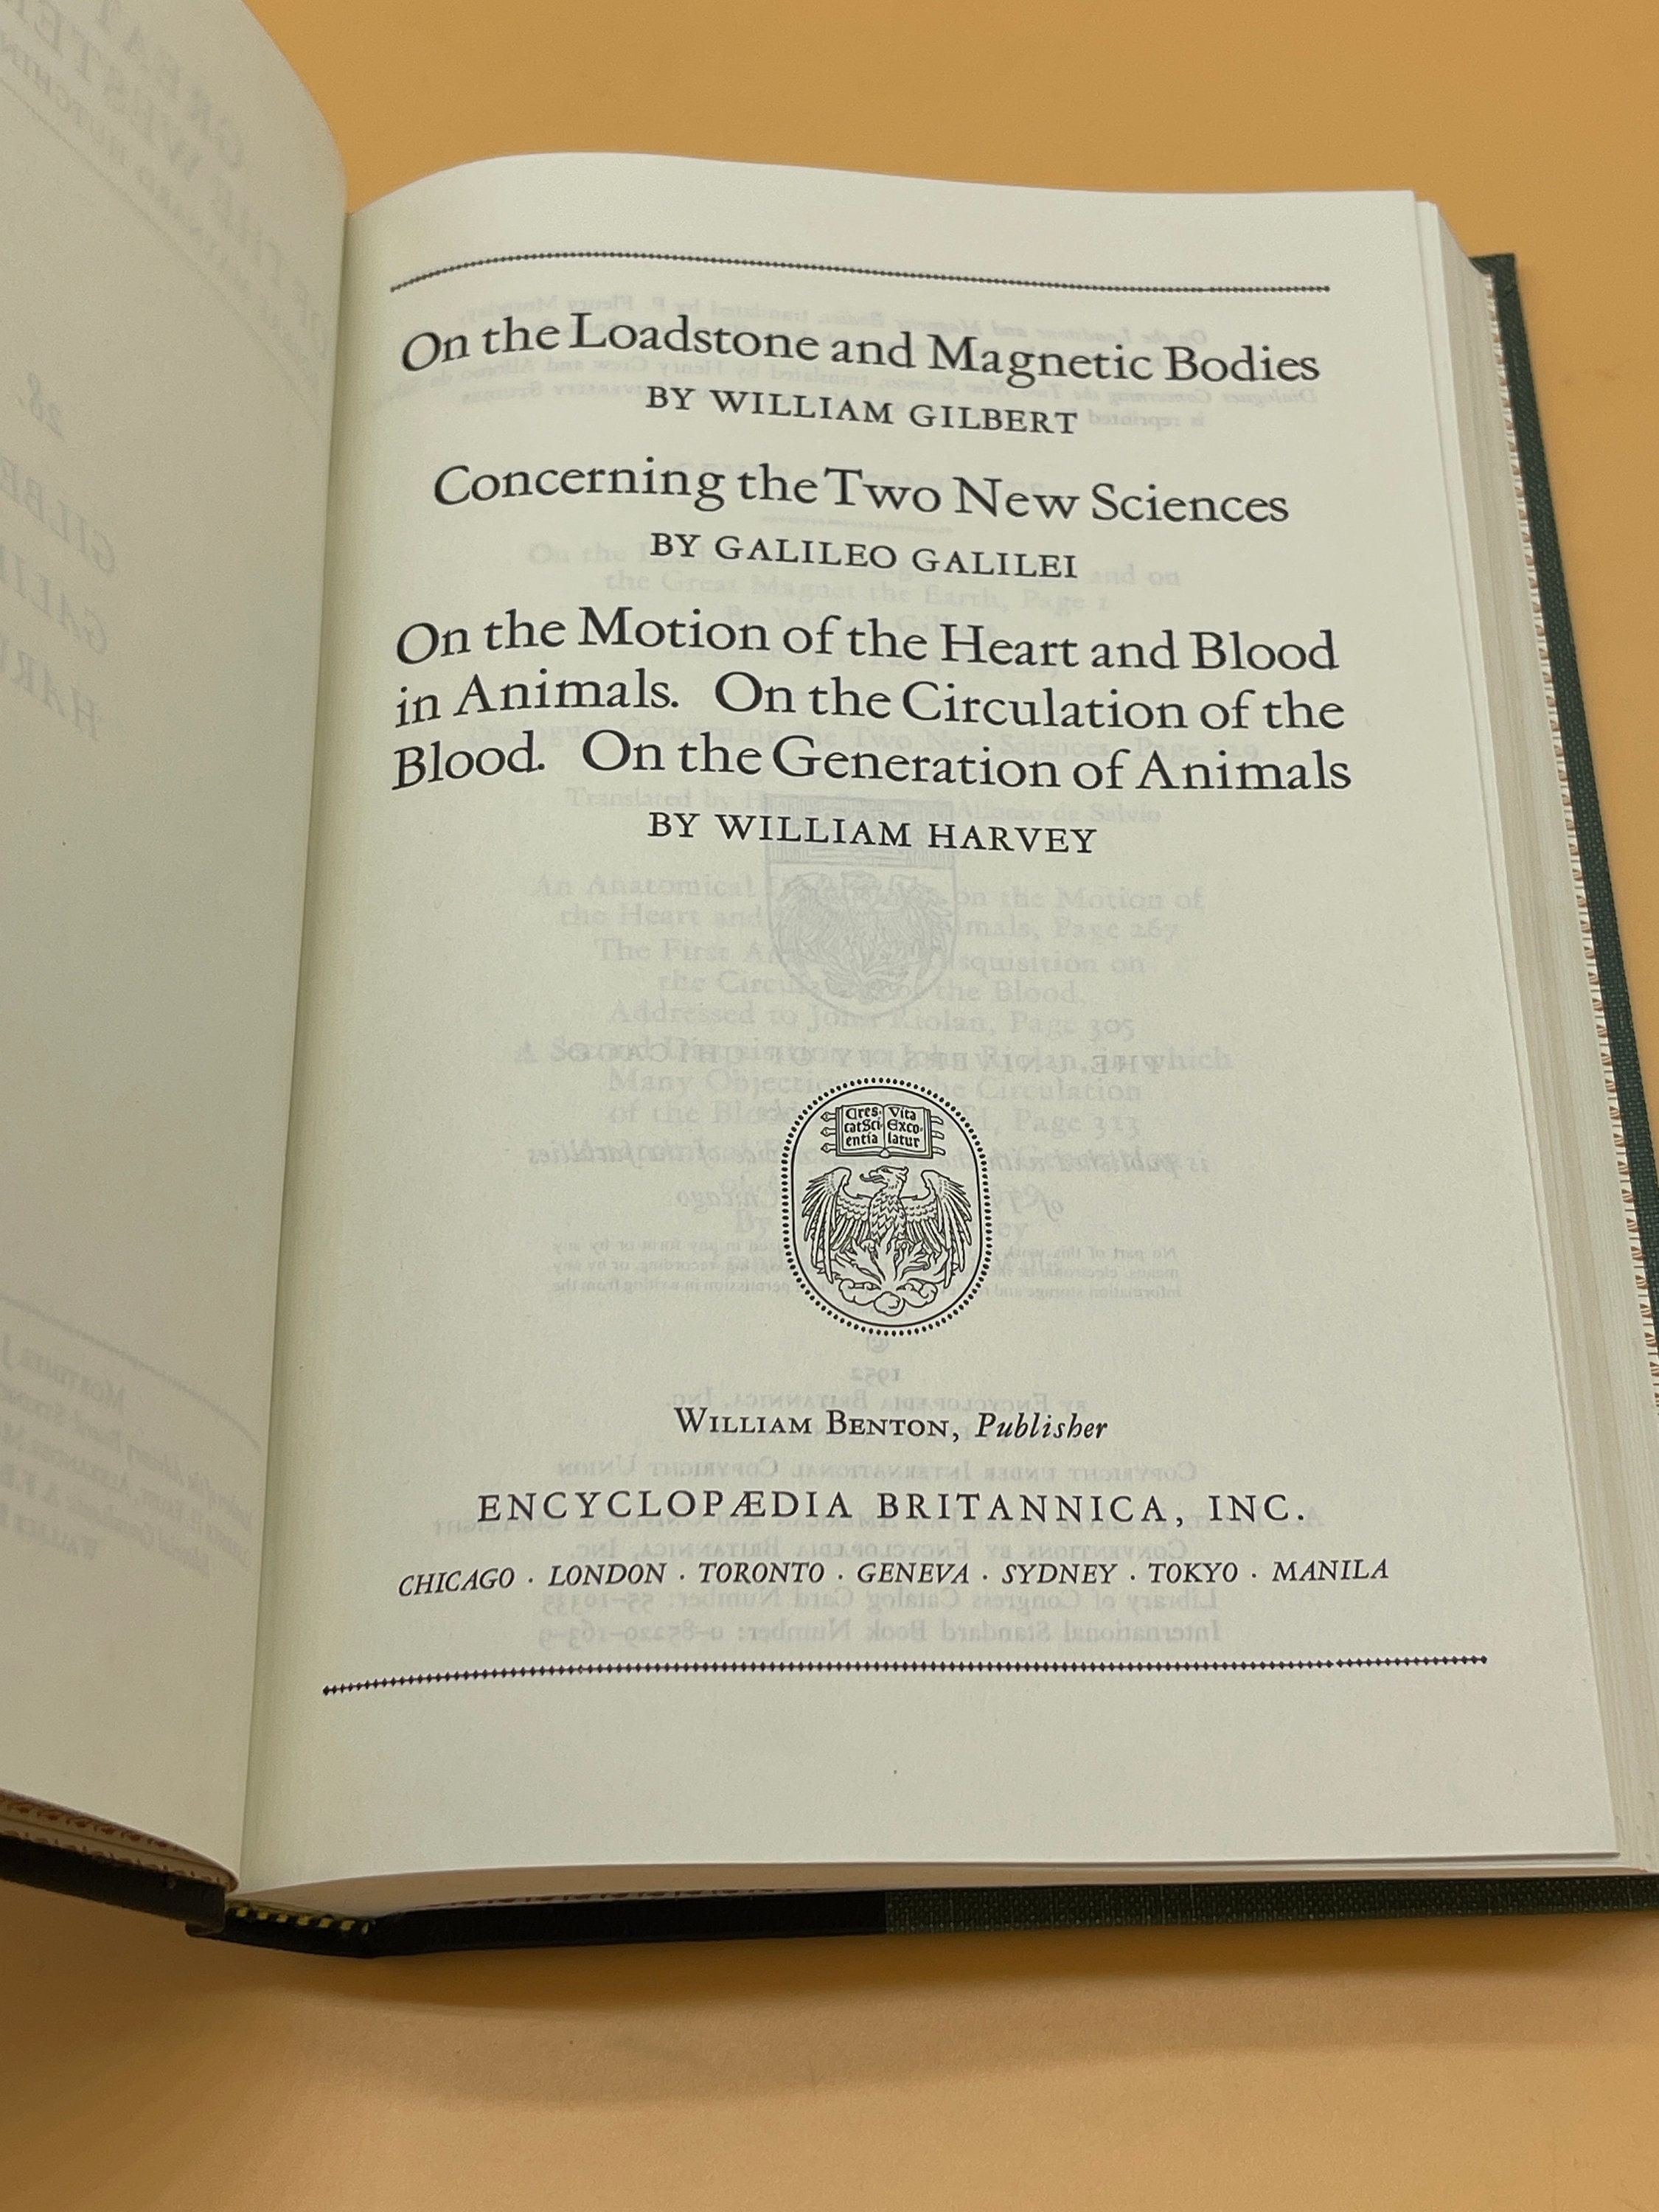 On the Loadstone and Magnetic Bodies
BY WILLIAM GILBERT
Concerning the Two New Sciences
BY GALILEO GALILEI
On the Motion of the Heart and Blood
in Animals. On the Circulation of the
Blood. On the Generation of Animals
BY WILLIAM HARVEY
Cres Vita
cat Sci Exco
entia latur
WILLIAM BENTON, Publisher
ENCYCLOPÆDIA BRITANNICA, INC.
CHICAGO · LONDON · TORONTO · GENEVA · SYDNEY · TOKYO · MANILA